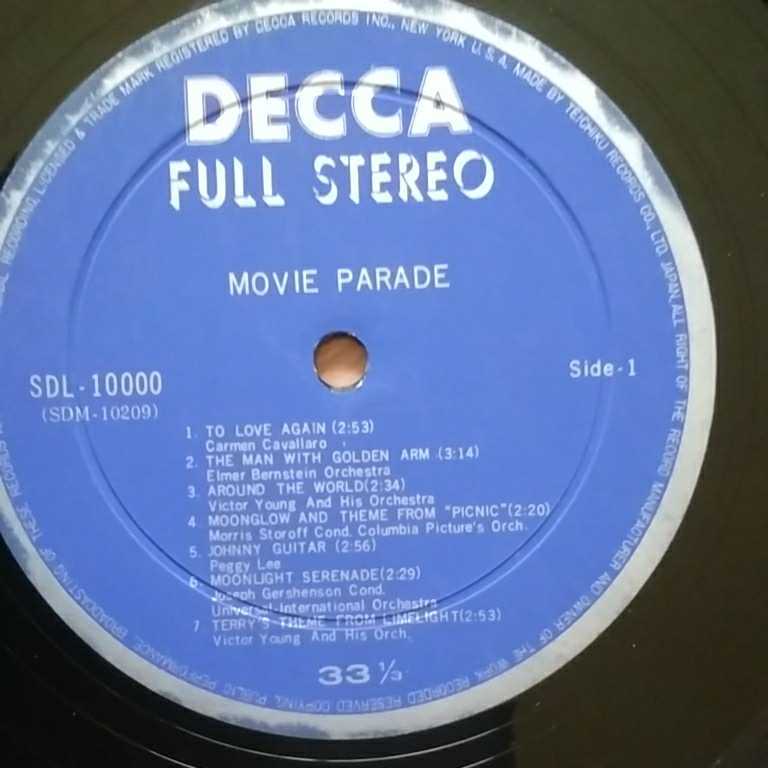 LICENSED & TRADE MARK REGISTERED BY DECCA RECORDS INC., NEW YORK U.S.A. MADE BY TEICHIKU RECORDS CO., LTD. JAPAN, ALL RIGHT OF THE RECORD MANUFACTURER AND OWNER OF THE WORK RECORDED RESERVED COPYING, PUBLIC PERFORMANCE, BROADCASTING OF THESE RECORDS
DECCA
FULL STEREO
MOVIE PARADE
SDL-10000
(SDM-10209)
Side-1
1. TO LOVE AGAIN (2:53)
Carmen Cavallaro
2. THE MAN WITH GOLDEN ARM (3:14)
Elmer Bernstein Orchestra
3. AROUND THE WORLD(2:34)
Victor Young And His Orchestra
4. MOONGLOW AND THEME FROM "PICNIC"(2:20)
Morris Storoff Cond. Columbia Picture's Orch.
5. JOHNNY GUITAR (2:56)
Peggy Lee
6. MOONLIGHT SERENADE(2:29)
Joseph Gershenson Cond.
Universal-International Orchestra
7 TERRY'S THEME FROM LIMELIGHT(2:53)
Victor Young And His Orch.
33 1/3